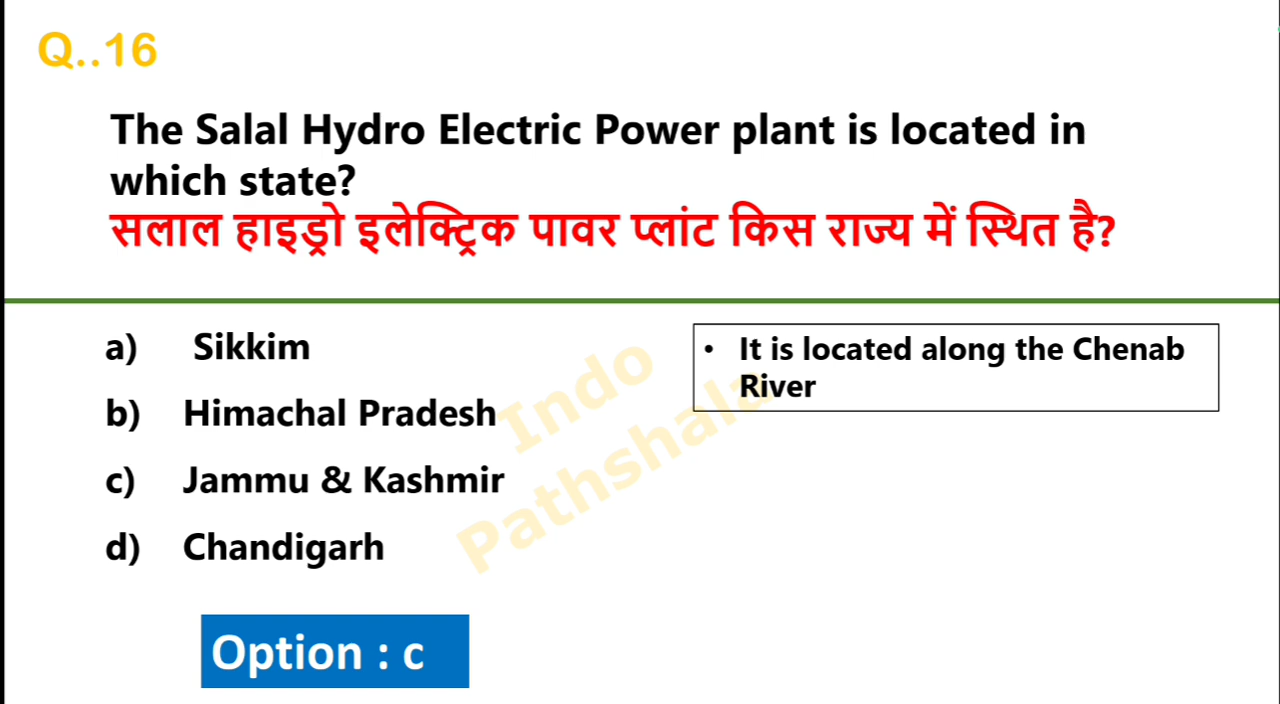 Q..16
The Salal Hydro Electric Power plant is located in
which state?
सलाल हाइड्रो इलेक्ट्रिक पावर प्लांट किस राज्य में स्थित है?
a) Sikkim
b) Himachal Pradesh
c) Jammu & Kashmir
d) Chandigarh
• It is located along the Chenab
River
Indo
Pathshala
Option : c